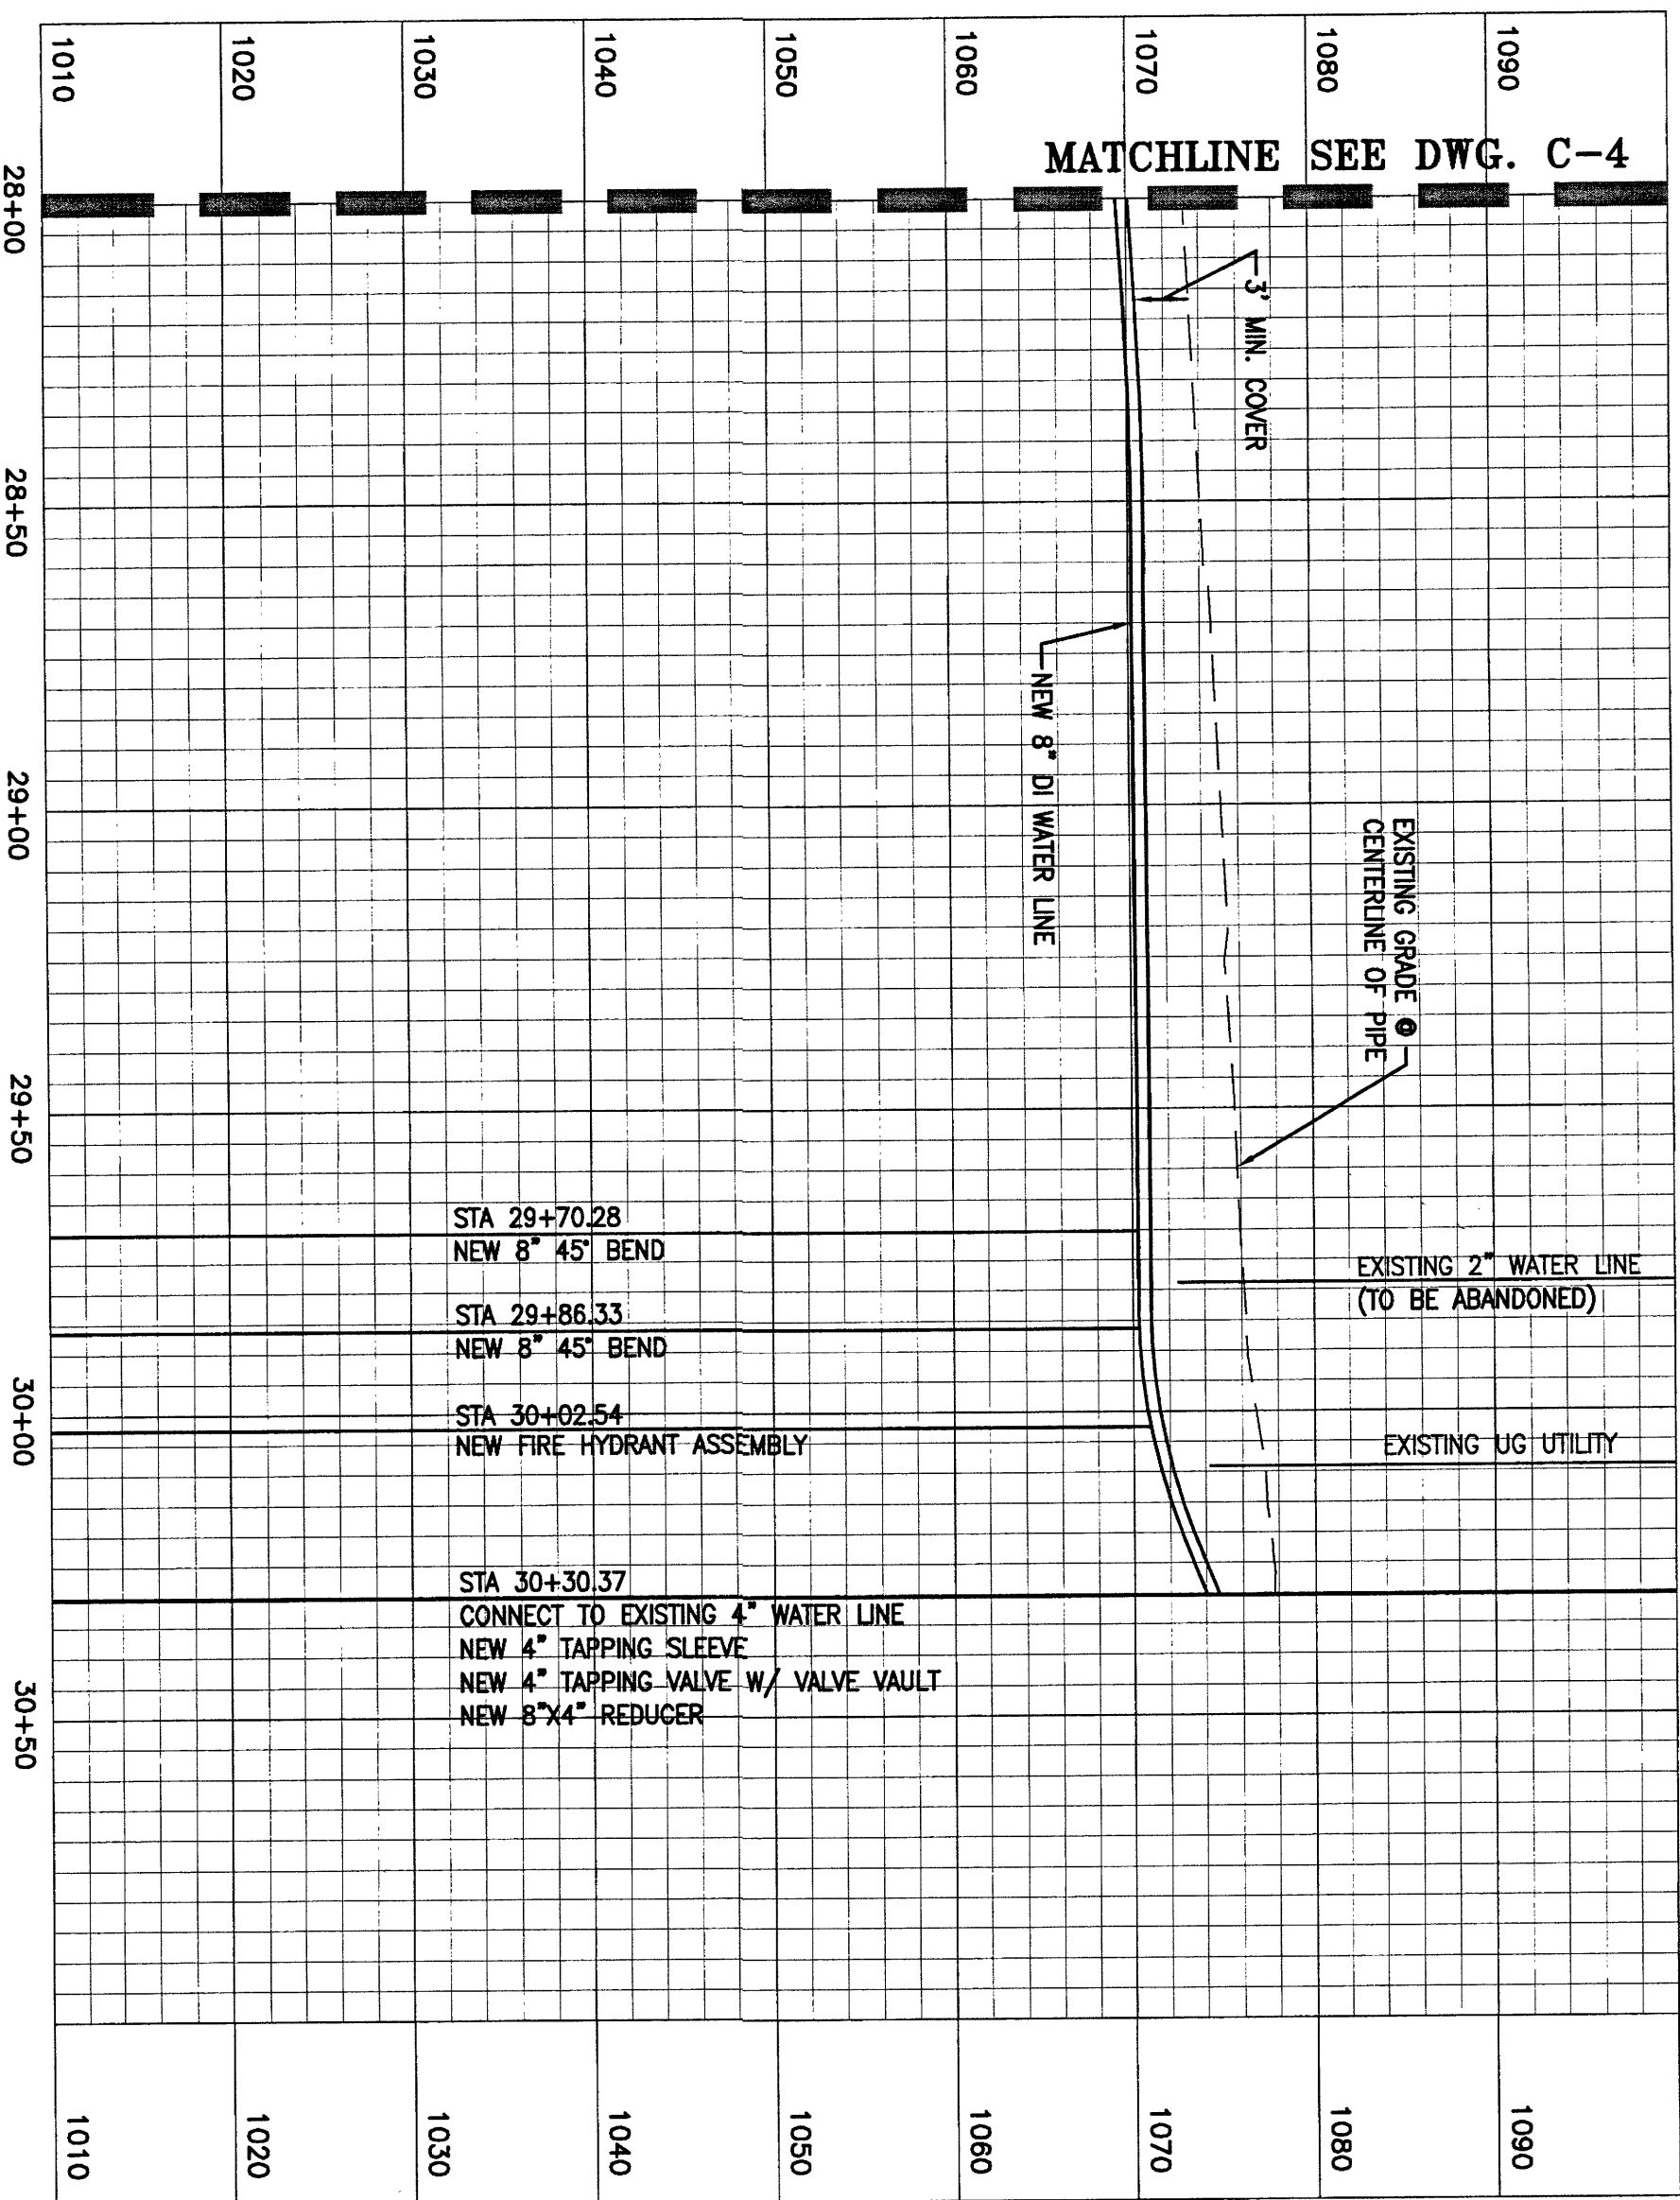 1090
1080
1070
1060
1050
1040
1030
1020
1010
MATCHLINE SEE DWG. C-4
3' MIN. COVER
NEW 8" DI WATER LINE
EXISTING GRADE @
CENTERLINE OF PIPE
STA 29+70.28
NEW 8" 45° BEND
STA 29+86.33
NEW 8" 45° BEND
STA 30+02.54
NEW FIRE HYDRANT ASSEMBLY
STA 30+30.37
CONNECT TO EXISTING 4" WATER LINE
NEW 4" TAPPING SLEEVE
NEW 4" TAPPING VALVE W/ VALVE VAULT
NEW 8"X4" REDUCER
EXISTING 2" WATER LINE
(TO BE ABANDONED)
EXISTING UG UTILITY
1090
1080
1070
1060
1050
1040
1030
1020
1010
28+00
28+50
29+00
29+50
30+00
30+50